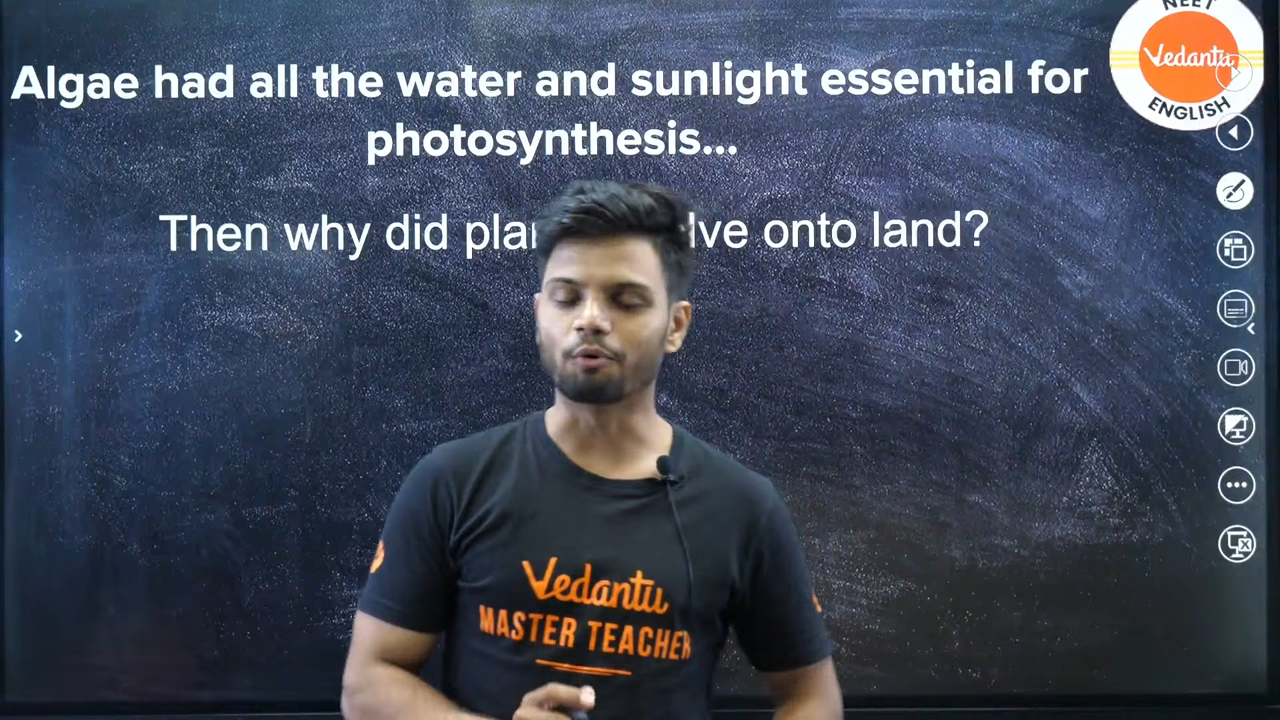 NEET
Vedantu
ENGLISH
Algae had all the water and sunlight essential for
photosynthesis...
Then why did onto land?
Vedantu
MASTER TEACHER